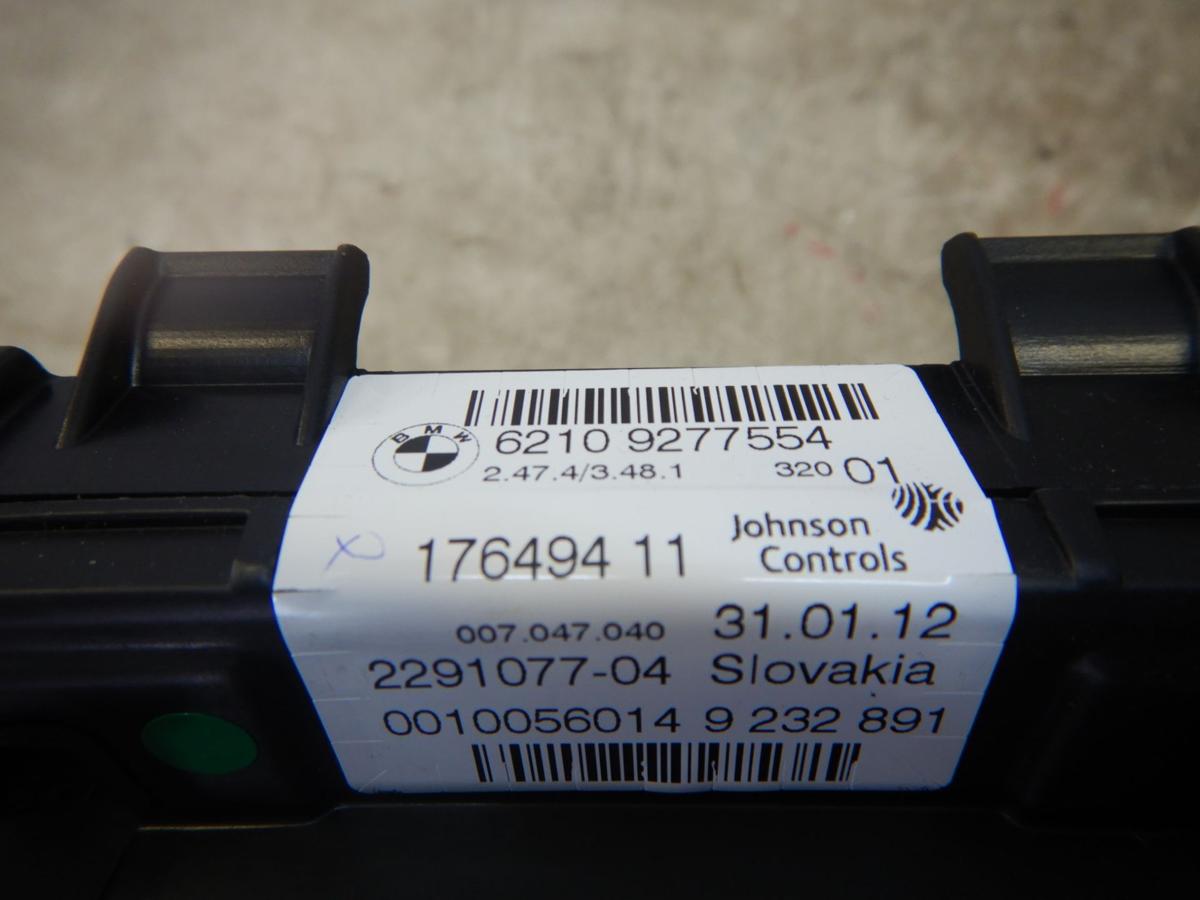 BMW
6210 9277554
2.47.4/3.48.1 320 01
176494 11 Johnson
Controls
007.047.040 31.01.12
2291077-04 Slovakia
0010056014 9 232 891